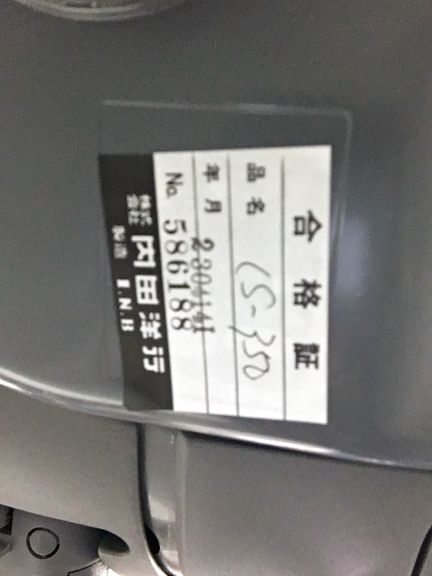 合格証
品名 CS-350
年月 2304141
No. 586188
株式会社 内田洋行
製造 I.N.B